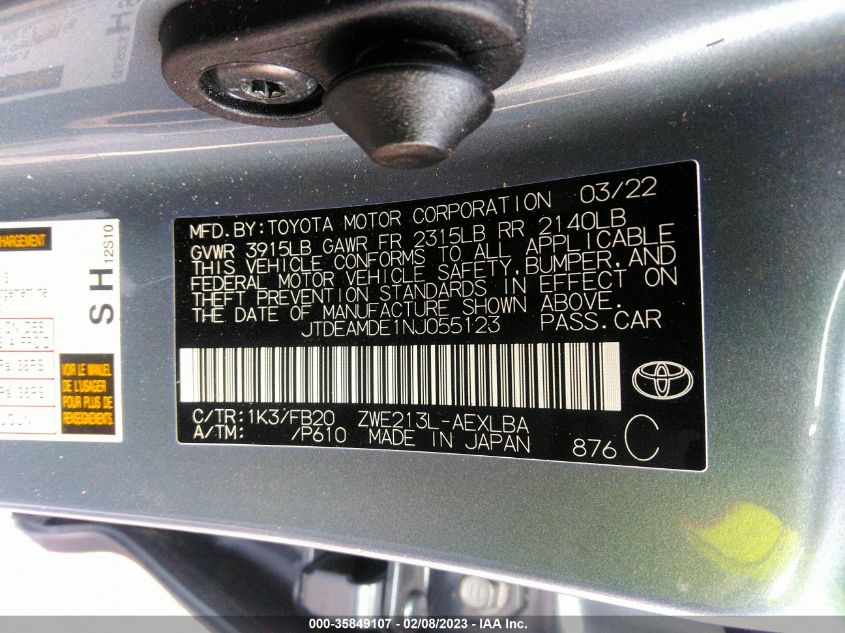 MFD. BY: TOYOTA MOTOR CORPORATION 03/22
GVWR 3915LB GAWR FR 2315LB RR 2140LB
THIS VEHICLE CONFORMS TO ALL APPLICABLE
FEDERAL MOTOR VEHICLE SAFETY, BUMPER, AND
THEFT PREVENTION STANDARDS IN EFFECT ON
THE DATE OF MANUFACTURE SHOWN ABOVE.
JTDEAMDE1NJ055123 PASS. CAR
C/TR: 1K3/FB20 ZWE213L-AEXLBA
A/TM: /P610 MADE IN JAPAN 876 C
SH 12S10
VOIR LE MANUEL
DE L'USAGER
POUR PLUS DE
000-35849107 - 02/08/2023 - IAA Inc.